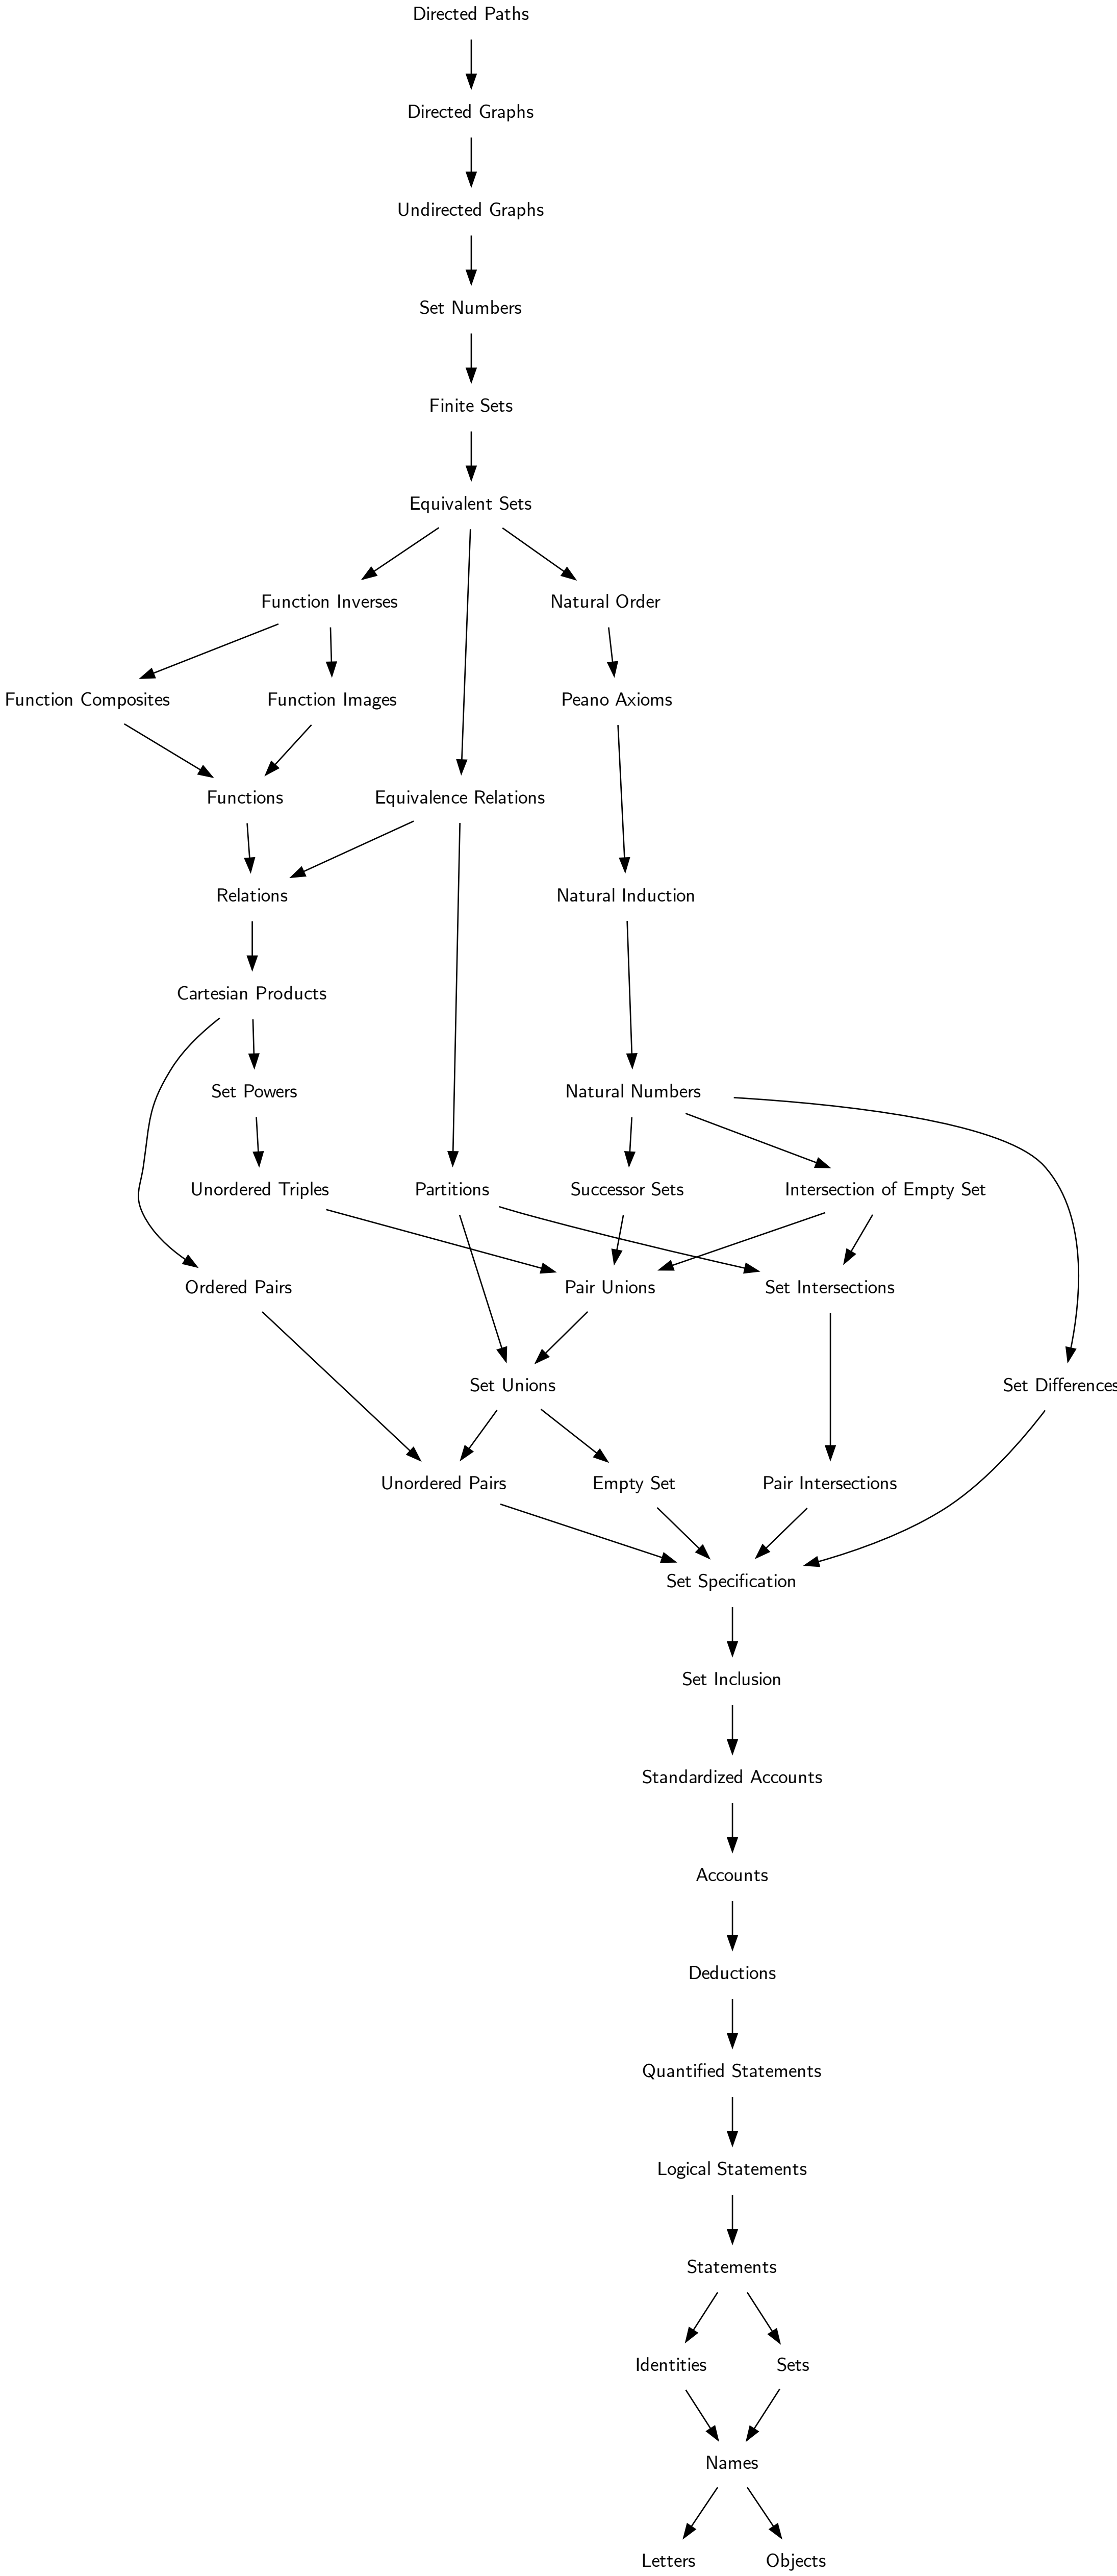 Directed Paths
Directed Graphs
Undirected Graphs
Set Numbers
Finite Sets
Equivalent Sets
Function Inverses
Natural Order
Function Composites
Function Images
Peano Axioms
Functions
Equivalence Relations
Relations
Natural Induction
Cartesian Products
Set Powers
Natural Numbers
Unordered Triples
Partitions
Successor Sets
Intersection of Empty Set
Ordered Pairs
Pair Unions
Set Intersections
Set Unions
Set Differences
Unordered Pairs
Empty Set
Pair Intersections
Set Specification
Set Inclusion
Standardized Accounts
Accounts
Deductions
Quantified Statements
Logical Statements
Statements
Identities
Sets
Names
Letters
Objects